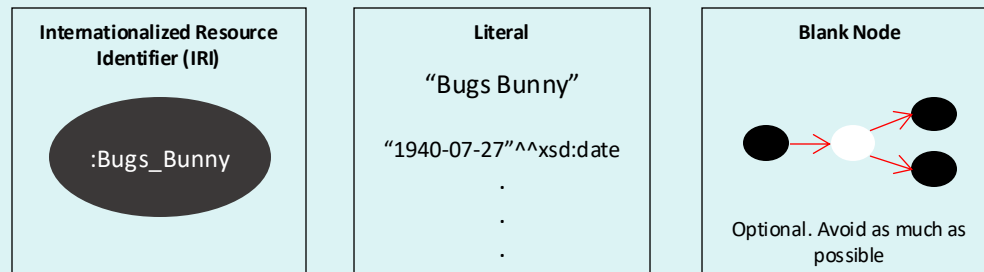 Internationalized Resource
Identifier (IRI)
:Bugs_Bunny
Literal
“Bugs Bunny”
“1940-07-27”^^xsd:date
.
.
.
Blank Node
Optional. Avoid as much as
possible